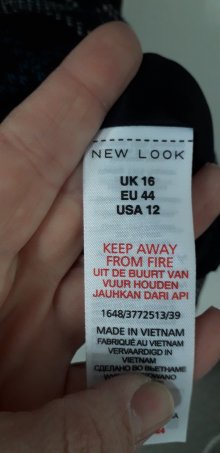 NEW LOOK
UK 16
EU 44
USA 12
KEEP AWAY
FROM FIRE
UIT DE BUURT VAN
VUUR HOUDEN
JAUHKAN DARI API
1648/3772513/39
MADE IN VIETNAM
FABRIQUÉ AU VIETNAM
VERVAARDIGD IN
VIETNAM
СДЕЛАНО ВО ВЬЕТНАМЕ